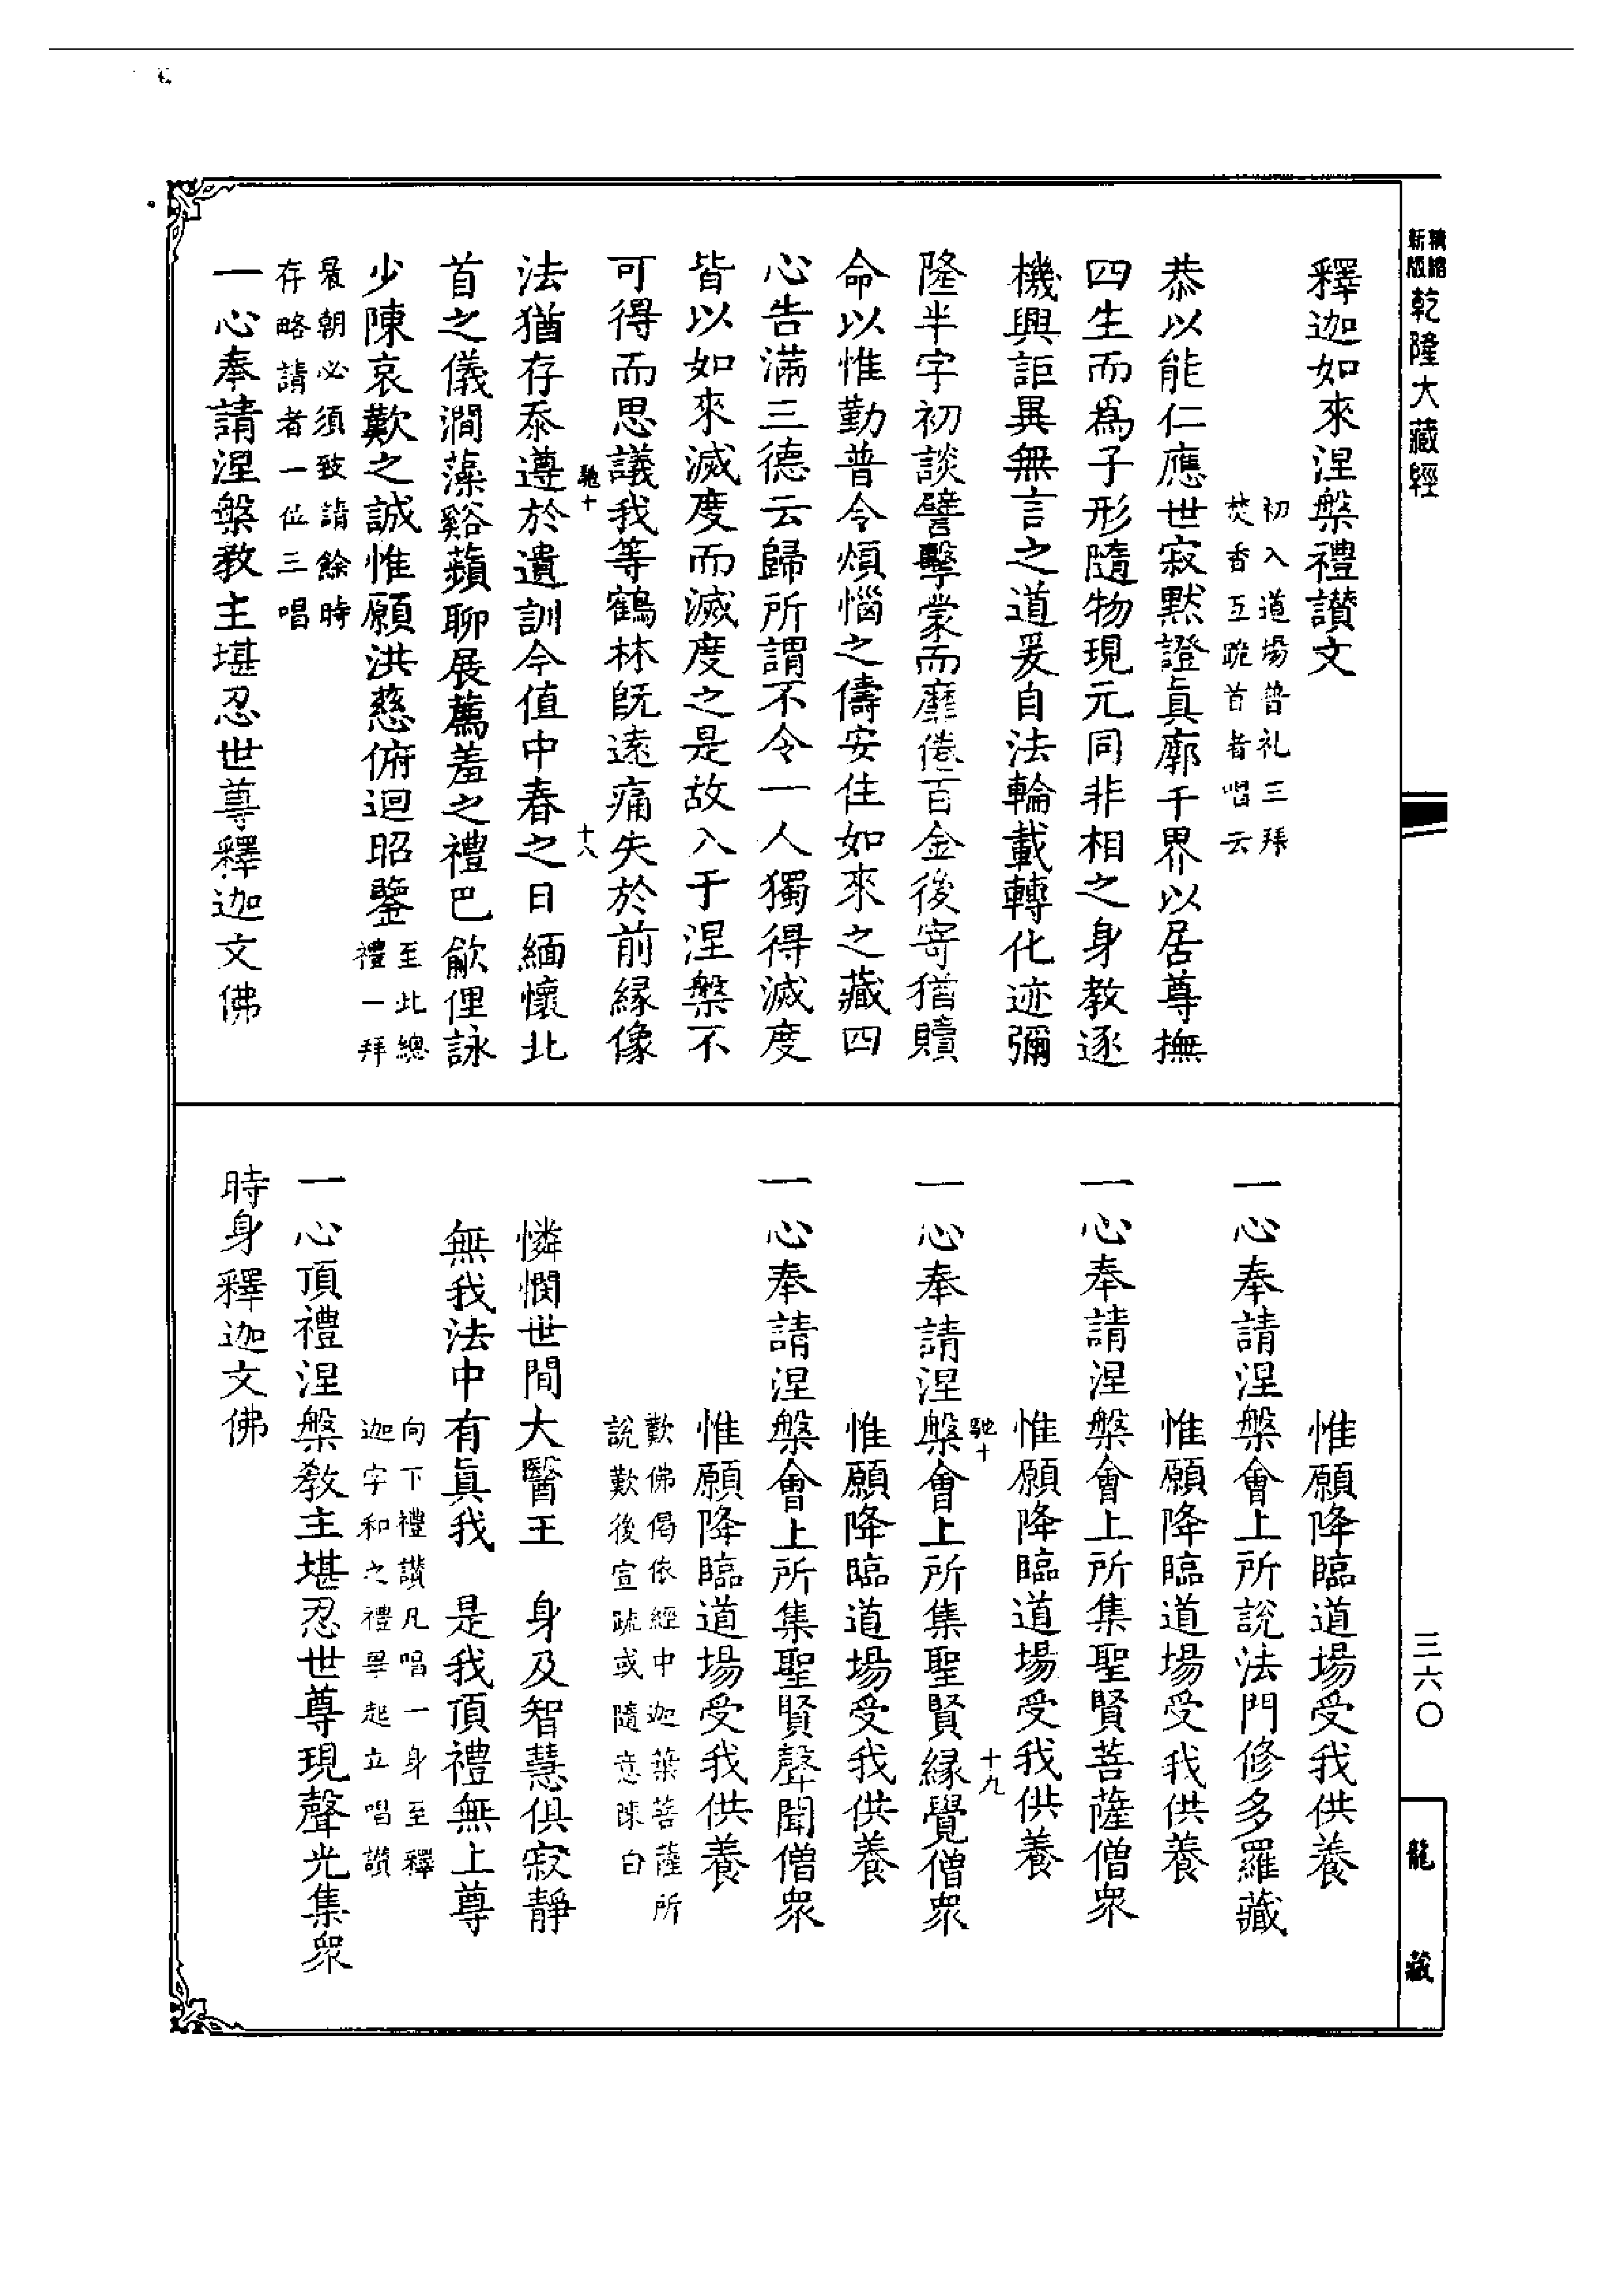 新版精縮乾隆大藏經
釋迦如來涅槃禮讃文
初入道場普礼三拜
焚香互跪首者唱云
恭以能仁應世寂默證眞廓千界以居尊撫
四生而爲子形隨物現元同非相之身教逐
機興詎異無言之道爰自法輪載轉化迹彌
隆半字初談譬擊蒙而靡倦百金後寄猶贖
命以惟勤普令煩惱之儔安住如來之藏四
心告滿三德云歸所謂不令一人獨得滅度
皆以如來滅度而滅度之是故入于涅槃不
可得而思議我等鶴林旣遠痛失於前縁像
馳十
十八
法猶存忝遵於遺訓今值中春之日緬懷北
首之儀澗藻谿蘋聊展薦羞之禮巴歈俚詠
少陳哀歎之誠惟願洪慈俯迴昭鑒
至此總
禮一拜
晨朝必須致請餘時
存略請者一位三唱
一心奉請涅槃教主堪忍世尊釋迦文佛
惟願降臨道場受我供養
一心奉請涅槃會上所説法門修多羅藏
惟願降臨道場受我供養
一心奉請涅槃會上所集聖賢菩薩僧衆
惟願降臨道場受我供養
馳十
十九
一心奉請涅槃會上所集聖賢縁覺僧衆
惟願降臨道場受我供養
一心奉請涅槃會上所集聖賢聲聞僧衆
惟願降臨道場受我供養
歎佛偈依經中迦葉菩薩所
説歎後宣疏或隨意陳白
憐憫世間大醫王　身及智慧俱寂靜
無我法中有眞我　是我頂禮無上尊
向下禮讃凡唱一身至釋
迦字和之禮畢起立唱讃
一心頂禮涅槃教主堪忍世尊現聲光集衆
時身釋迦文佛
三六〇
龍藏